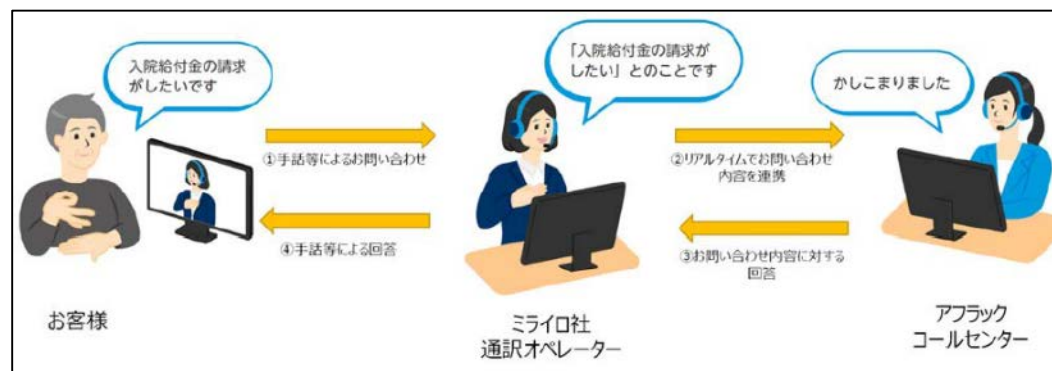 入院給付金の請求
がしたいです
「入院給付金の請求が
したい」とのことです
かしこまりました
①手話等によるお問い合わせ
②リアルタイムでお問い合わせ
内容を連携
④手話等による回答
③お問い合わせ内容に対する
回答
お客様
ミライロ社
通訳オペレーター
アフラック
コールセンター